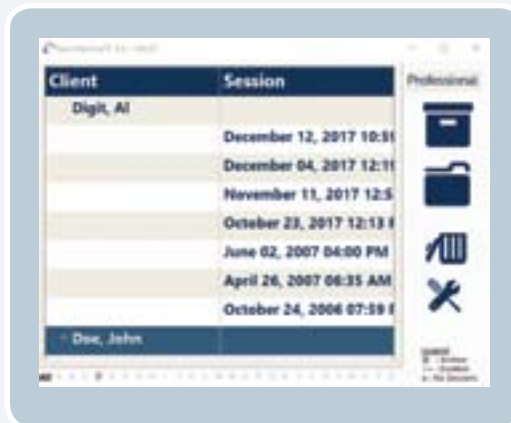 Client Session Professional
Digit, Al
December 12, 2017 10:5
December 04, 2017 12:1
November 11, 2017 12:5
October 23, 2017 12:13
June 02, 2007 04:00 PM
April 26, 2007 06:35 AM
October 24, 2006 07:59
Doe, John